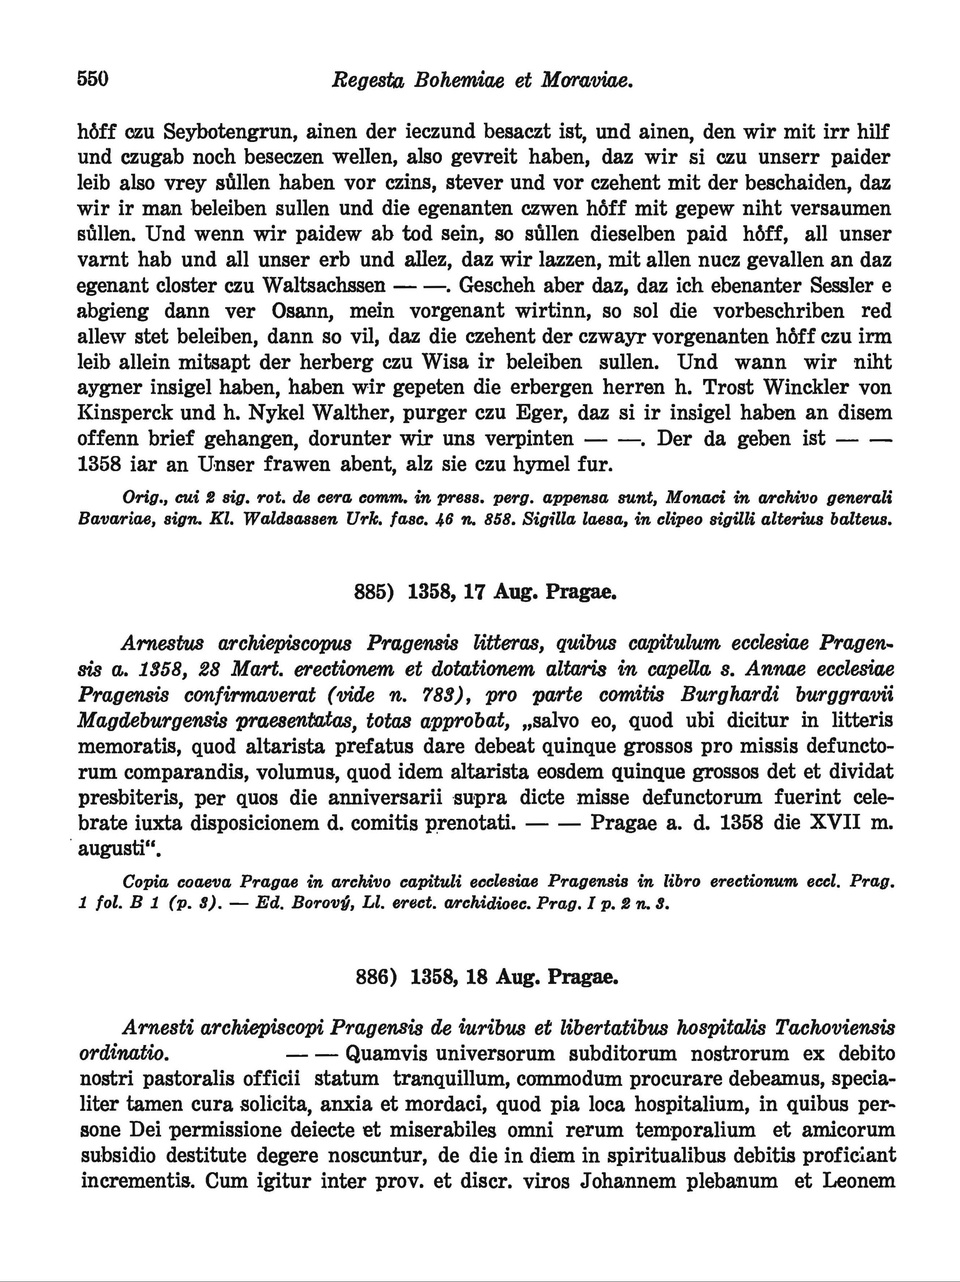 550 Regesta Bohemiae et Moraviae.
hôff czu Seybotengrun, ainen der ieczund besaczt ist, und ainen, den wir mit irr hilf
und czugab noch beseczen wellen, also gevreit haben, daz wir si czu unserr paider
leib also vrey sůllen haben vor czins, stever und vor czehent mit der beschaiden, daz
wir ir man beleiben sullen und die egenanten czwen hôff mit gepew niht versaumen
sůllen. Und wenn wir paidew ab tod sein, so sůllen dieselben paid hôff, all unser
varnt hab und all unser erb und allez, daz wir lazzen, mit allen nucz gevallen an daz
egenant closter czu Waltsachssen — —. Gescheh aber daz, daz ich ebenanter Sessler e
abgieng dann ver Osann, mein vorgenant wirtinn, so sol die vorbeschriben red
allew stet beleiben, dann so vil, daz die czehent der czwayr vorgenanten hôff czu irm
leib allein mitsapt der herberg czu Wisa ir beleiben sullen. Und wann wir niht
aygner insigel haben, haben wir gepeten die erbergen herren h. Trost Winckler von
Kinsperck und h. Nykel Walther, purger czu Eger, daz si ir insigel haben an disem
offenn brief gehangen, dorunter wir uns verpinten — —. Der da geben ist — —
1358 iar an Unser frawen abent, alz sie czu hymel fur.
Orig., cui 2 sig. rot. de cera comm. in press. perg. appensa sunt, Monaci in archivo generali
Bavariae, sign. Kl. Waldsassen Urk. fasc. 46 n. 858. Sigilla laesa, in clipeo sigilli alterius balteus.
885) 1358, 17 Aug. Pragae.
Arnestus archiepiscopus Pragensis litteras, quibus capitulum ecclesiae Pragen-
sis a. 1358, 28 Mart. erectionem et dotationem altaris in capella s. Annae ecclesiae
Pragensis confirmaverat (vide n. 783), pro parte comitis Burghardi burggravii
Magdeburgensis praesentatas, totas approbat, „salvo eo, quod ubi dicitur in litteris
memoratis, quod altarista prefatus dare debeat quinque grossos pro missis defuncto-
rum comparandis, volumus, quod idem altarista eosdem quinque grossos det et dividat
presbiteris, per quos die anniversarii supra dicte misse defunctorum fuerint cele-
brate iuxta disposicionem d. comitis prenotati. — — Pragae a. d. 1358 die XVII m.
augusti“.
Copia coaeva Pragae in archivo capituli ecclesiae Pragensis in libro erectionum eccl. Prag.
1 fol. B 1 (p. 3). — Ed. Borový, Ll. erect. archidioec. Prag. I p. 2 n. 3.
886) 1358, 18 Aug. Pragae.
Arnesti archiepiscopi Pragensis de iuribus et libertatibus hospitalis Tachoviensis
ordinatio. — — Quamvis universorum subditorum nostrorum ex debito
nostri pastoralis officii statum tranquillum, commodum procurare debeamus, specia-
liter tamen cura solicita, anxia et mordaci, quod pia loca hospitalium, in quibus per-
sone Dei permissione deiecte et miserabiles omni rerum temporalium et amicorum
subsidio destitute degere noscuntur, de die in diem in spiritualibus debitis proficiant
incrementis. Cum igitur inter prov. et discr. viros Johannem plebanum et Leonem